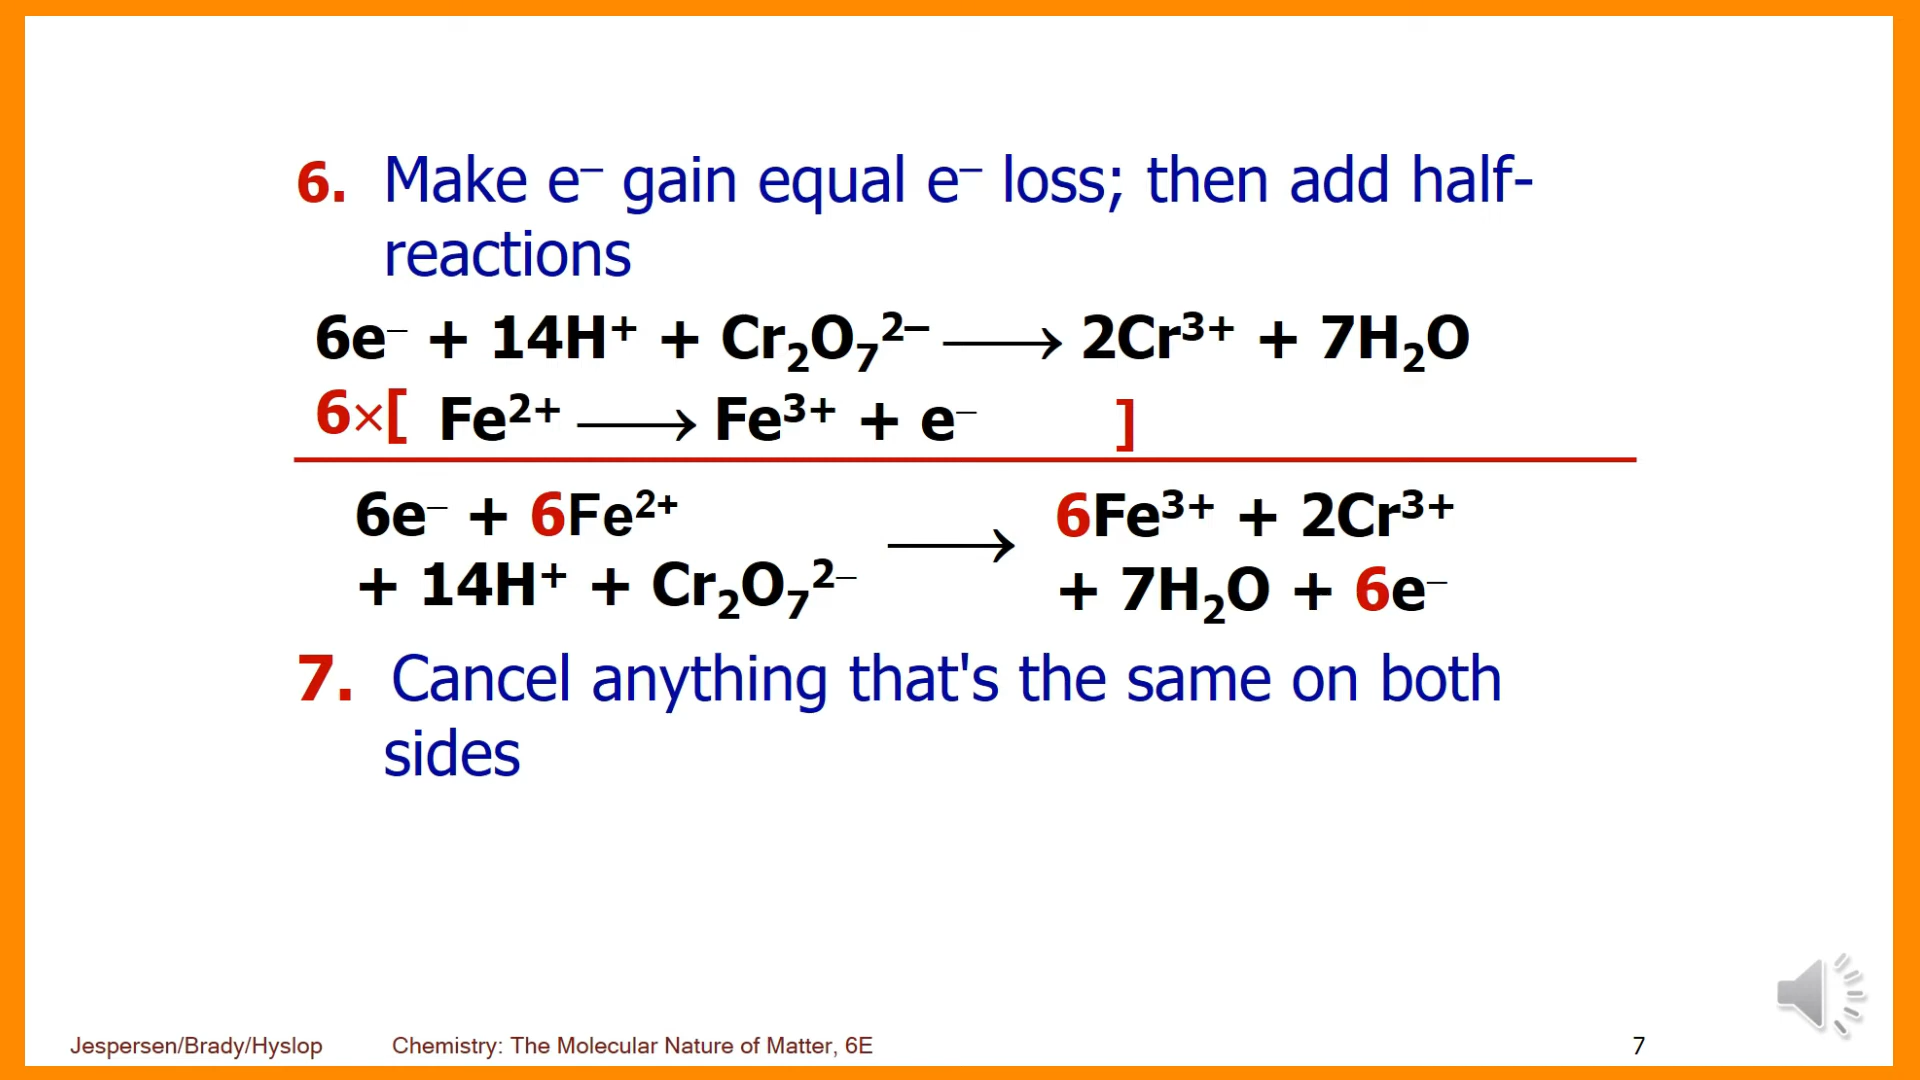 6. Make e⁻ gain equal e⁻ loss; then add half-
reactions
6e⁻ + 14H⁺ + Cr₂O₇²⁻ ⟶ 2Cr³⁺ + 7H₂O
6×[ Fe²⁺ ⟶ Fe³⁺ + e⁻ ]
6e⁻ + 6Fe²⁺
+ 14H⁺ + Cr₂O₇²⁻ ⟶ 6Fe³⁺ + 2Cr³⁺
+ 7H₂O + 6e⁻
7. Cancel anything that's the same on both
sides
Jespersen/Brady/Hyslop Chemistry: The Molecular Nature of Matter, 6E 7